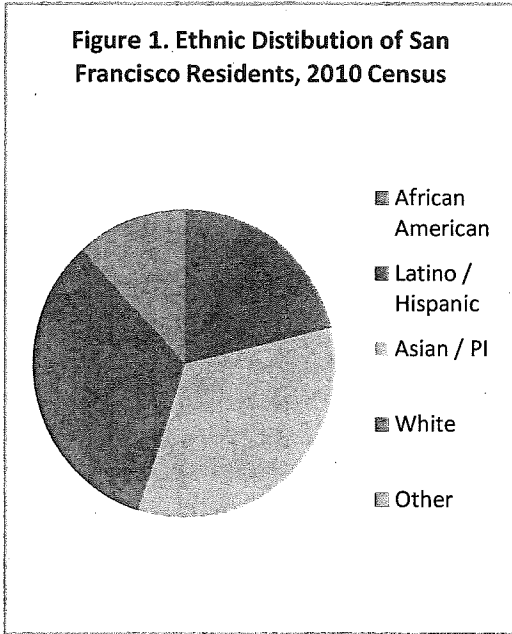 Figure 1. Ethnic Distibution of San
Francisco Residents, 2010 Census
African
American
Latino /
Hispanic
Asian / PI
White
Other